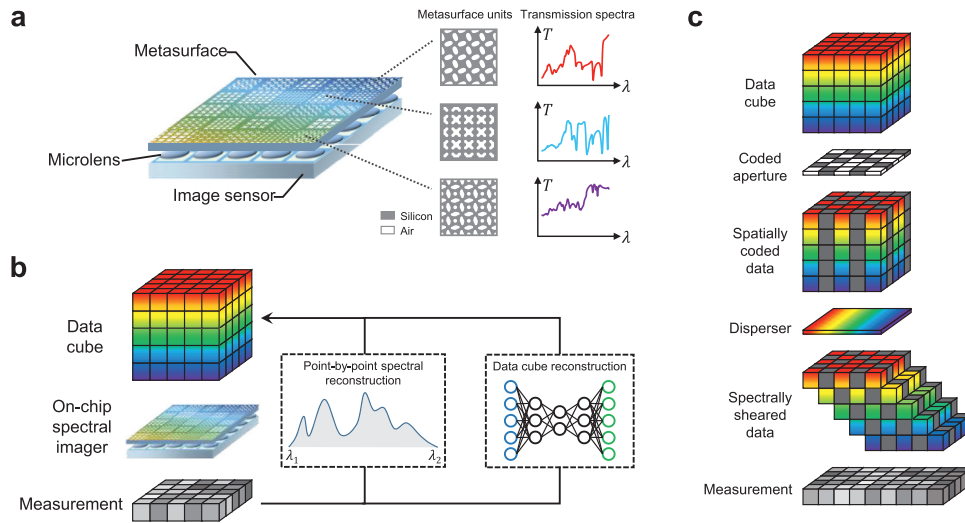 a
Metasurface
Microlens
Image sensor
Metasurface units
Transmission spectra
T
λ
T
λ
T
λ
Silicon
Air
b
Data
cube
On-chip
spectral
imager
Measurement
Point-by-point spectral
reconstruction
λ1
λ2
Data cube reconstruction
c
Data
cube
Coded
aperture
Spatially
coded
data
Disperser
Spectrally
sheared
data
Measurement